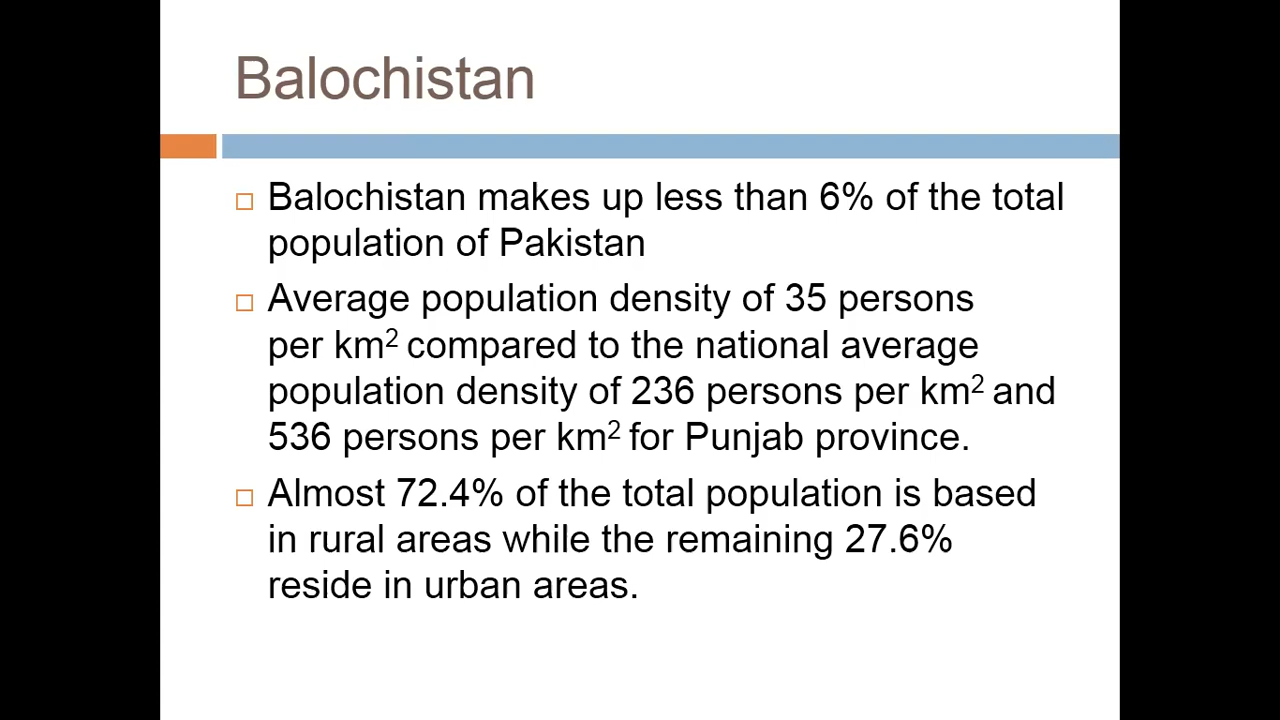 Balochistan
Balochistan makes up less than 6% of the total
population of Pakistan
Average population density of 35 persons
per km² compared to the national average
population density of 236 persons per km² and
536 persons per km² for Punjab province.
Almost 72.4% of the total population is based
in rural areas while the remaining 27.6%
reside in urban areas.